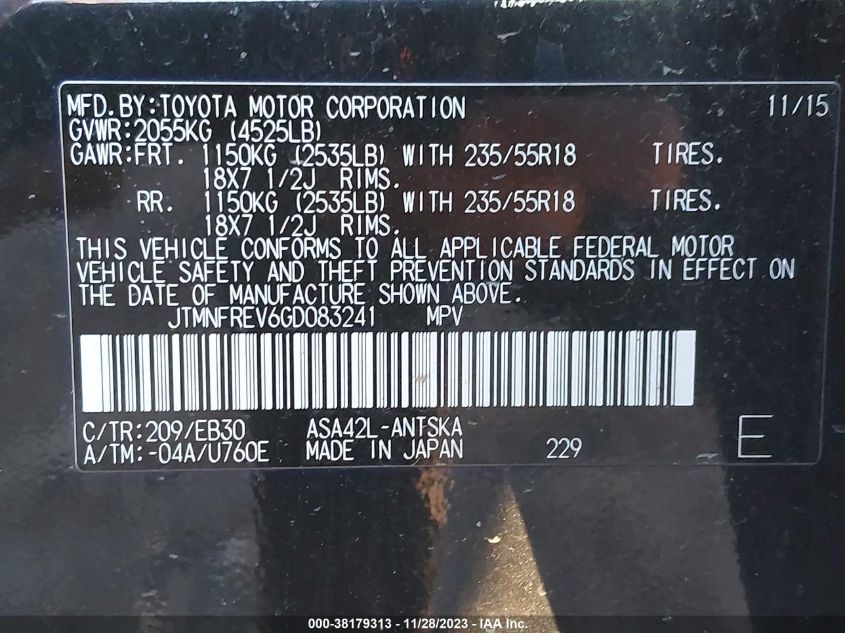 MFD.BY:TOYOTA MOTOR CORPORATION 11/15
GVWR:2055KG (4525LB)
GAWR:FRT. 1150KG (2535LB) WITH 235/55R18 TIRES.
18X7 1/2J RIMS.
RR. 1150KG (2535LB) WITH 235/55R18 TIRES.
18X7 1/2J RIMS.
THIS VEHICLE CONFORMS TO ALL APPLICABLE FEDERAL MOTOR
VEHICLE SAFETY AND THEFT PREVENTION STANDARDS IN EFFECT ON
THE DATE OF MANUFACTURE SHOWN ABOVE.
JTMNFREV6GD083241 MPV
C/TR:209/EB30 ASA42L-ANTSKA
A/TM:-04A/U760E MADE IN JAPAN 229 E
000-38179313 - 11/28/2023 - IAA Inc.